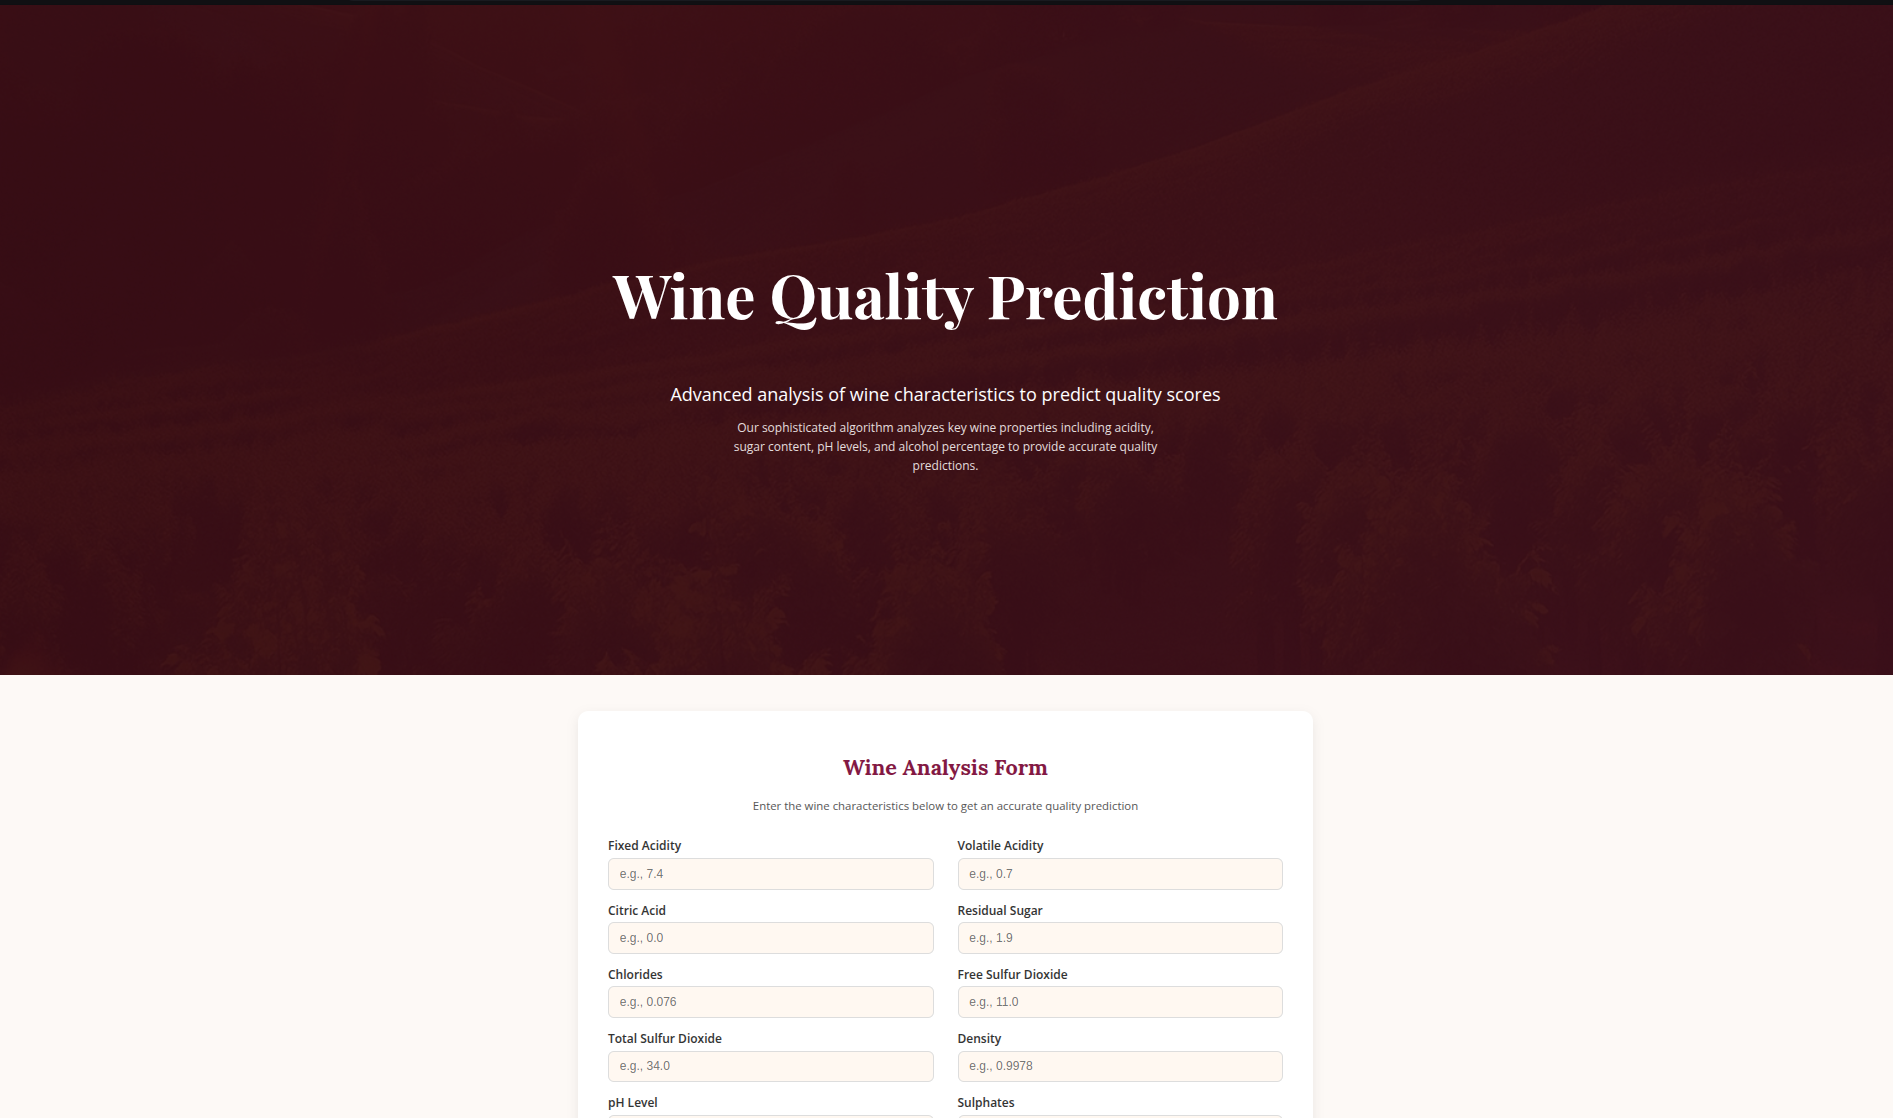 Wine Quality Prediction
Advanced analysis of wine characteristics to predict quality scores
Our sophisticated algorithm analyzes key wine properties including acidity,
sugar content, pH levels, and alcohol percentage to provide accurate quality
predictions.
Wine Analysis Form
Enter the wine characteristics below to get an accurate quality prediction
Fixed Acidity
e.g., 7.4
Volatile Acidity
e.g., 0.7
Citric Acid
e.g., 0.0
Residual Sugar
e.g., 1.9
Chlorides
e.g., 0.076
Free Sulfur Dioxide
e.g., 11.0
Total Sulfur Dioxide
e.g., 34.0
Density
e.g., 0.9978
pH Level
Sulphates